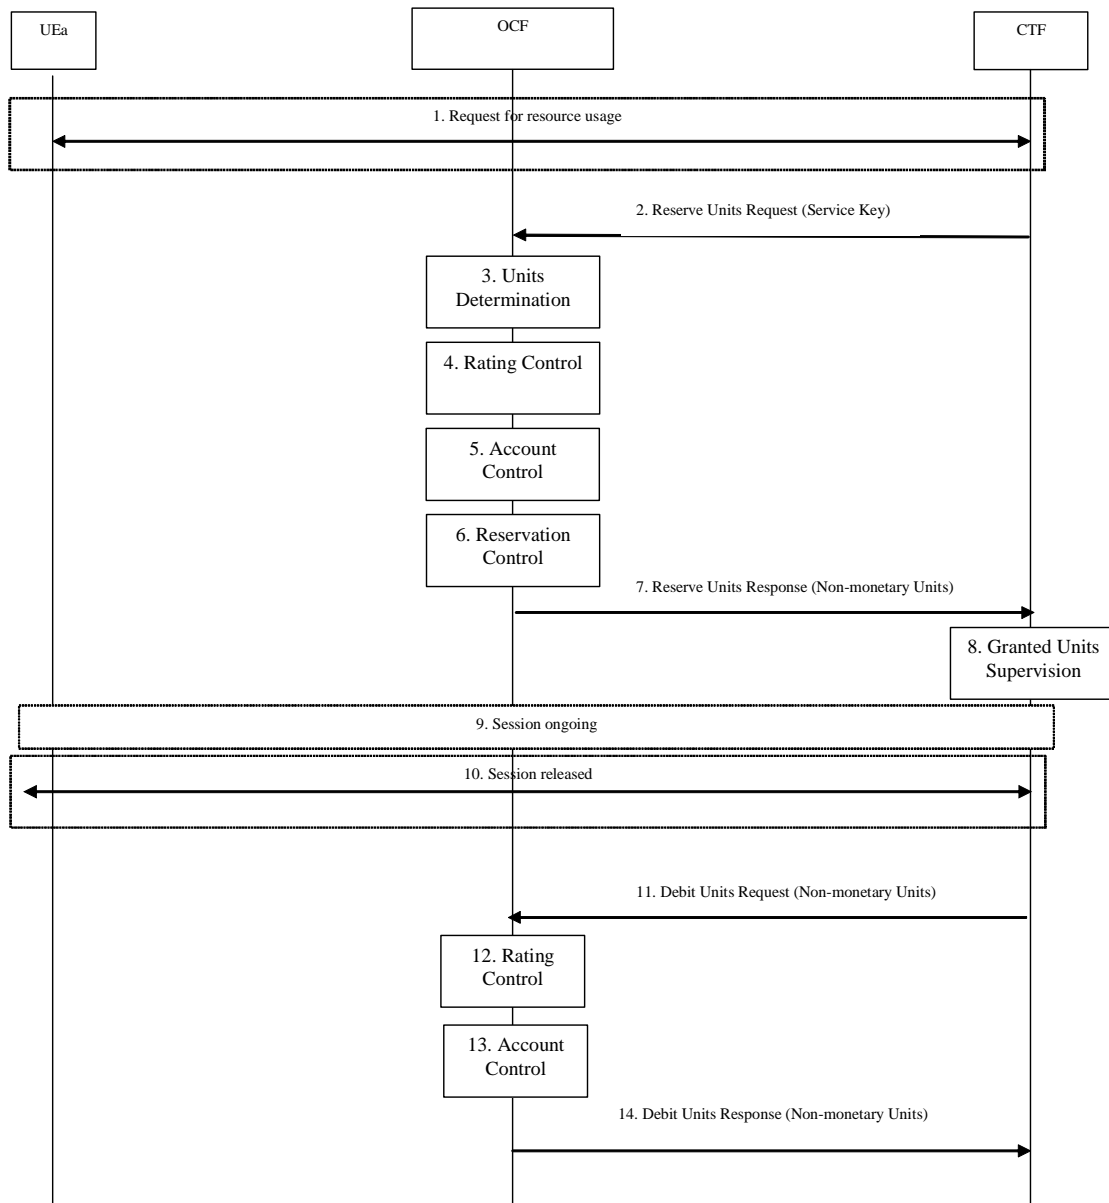 UEa
OCF
CTF
1. Request for resource usage
2. Reserve Units Request (Service Key)
3. Units
Determination
4. Rating Control
5. Account
Control
6. Reservation
Control
7. Reserve Units Response (Non-monetary Units)
8. Granted Units
Supervision
9. Session ongoing
10. Session released
11. Debit Units Request (Non-monetary Units)
12. Rating
Control
13. Account
Control
14. Debit Units Response (Non-monetary Units)